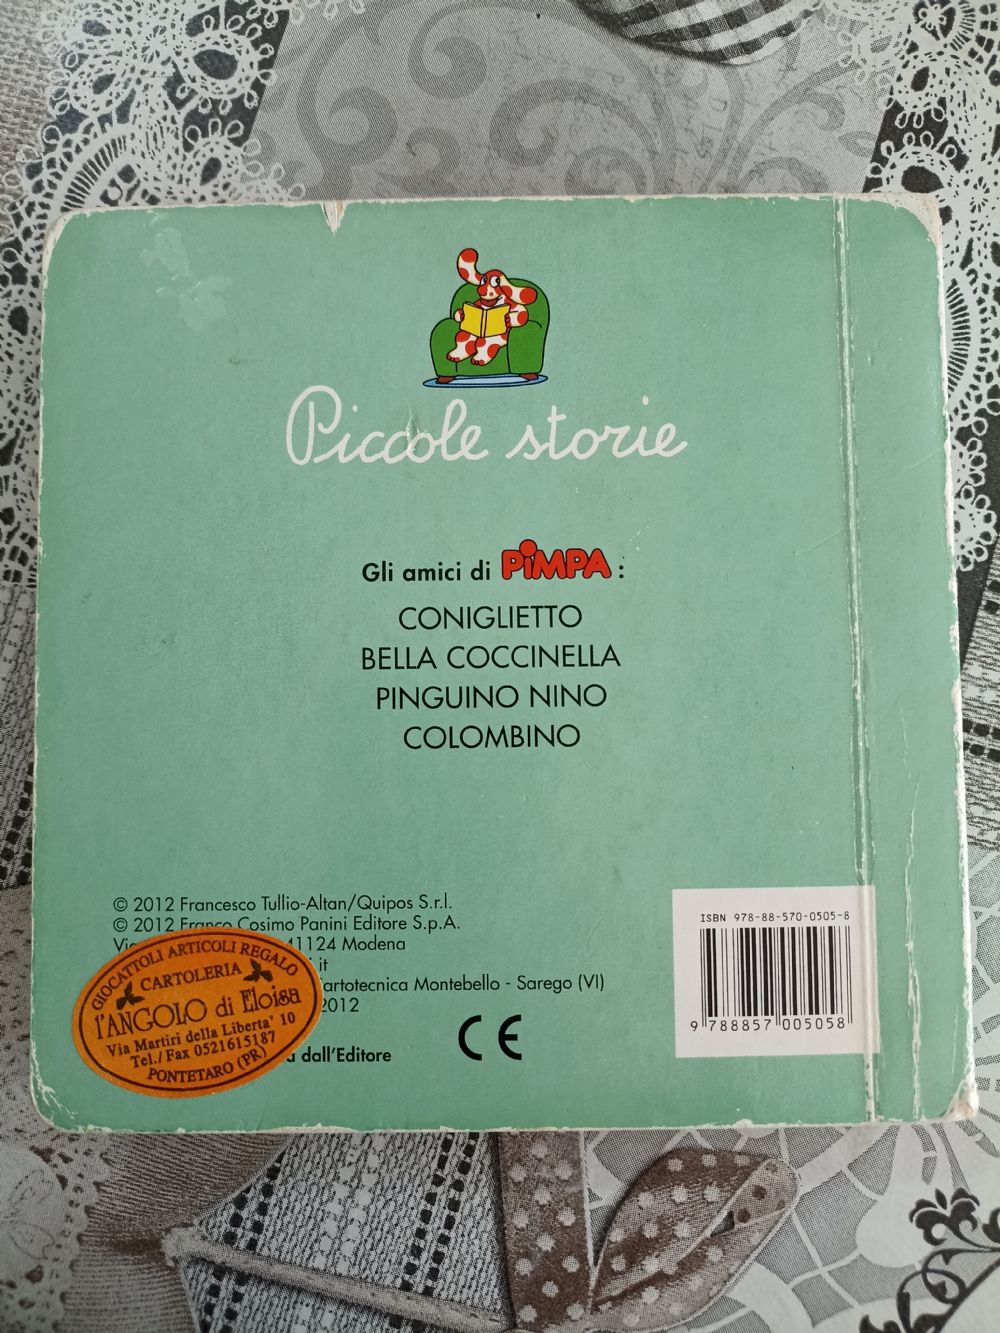 Piccole storie
Gli amici di PiMPA :
CONIGLIETTO
BELLA COCCINELLA
PINGUINO NINO
COLOMBINO
© 2012 Francesco Tullio-Altan/Quipos S.r.l.
© 2012 Franco Cosimo Panini Editore S.p.A.
41124 Modena
Cartotecnica Montebello - Sarego (VI)
2012
dall'Editore
GIOCATTOLI ARTICOLI REGALO
CARTOLERIA
l'ANGOLO di Eloisa
Via Martiri della Liberta' 10
Tel./Fax 0521615187
PONTETARO (PR)
CE
ISBN 978-88-570-0505-8
9 788857 005058